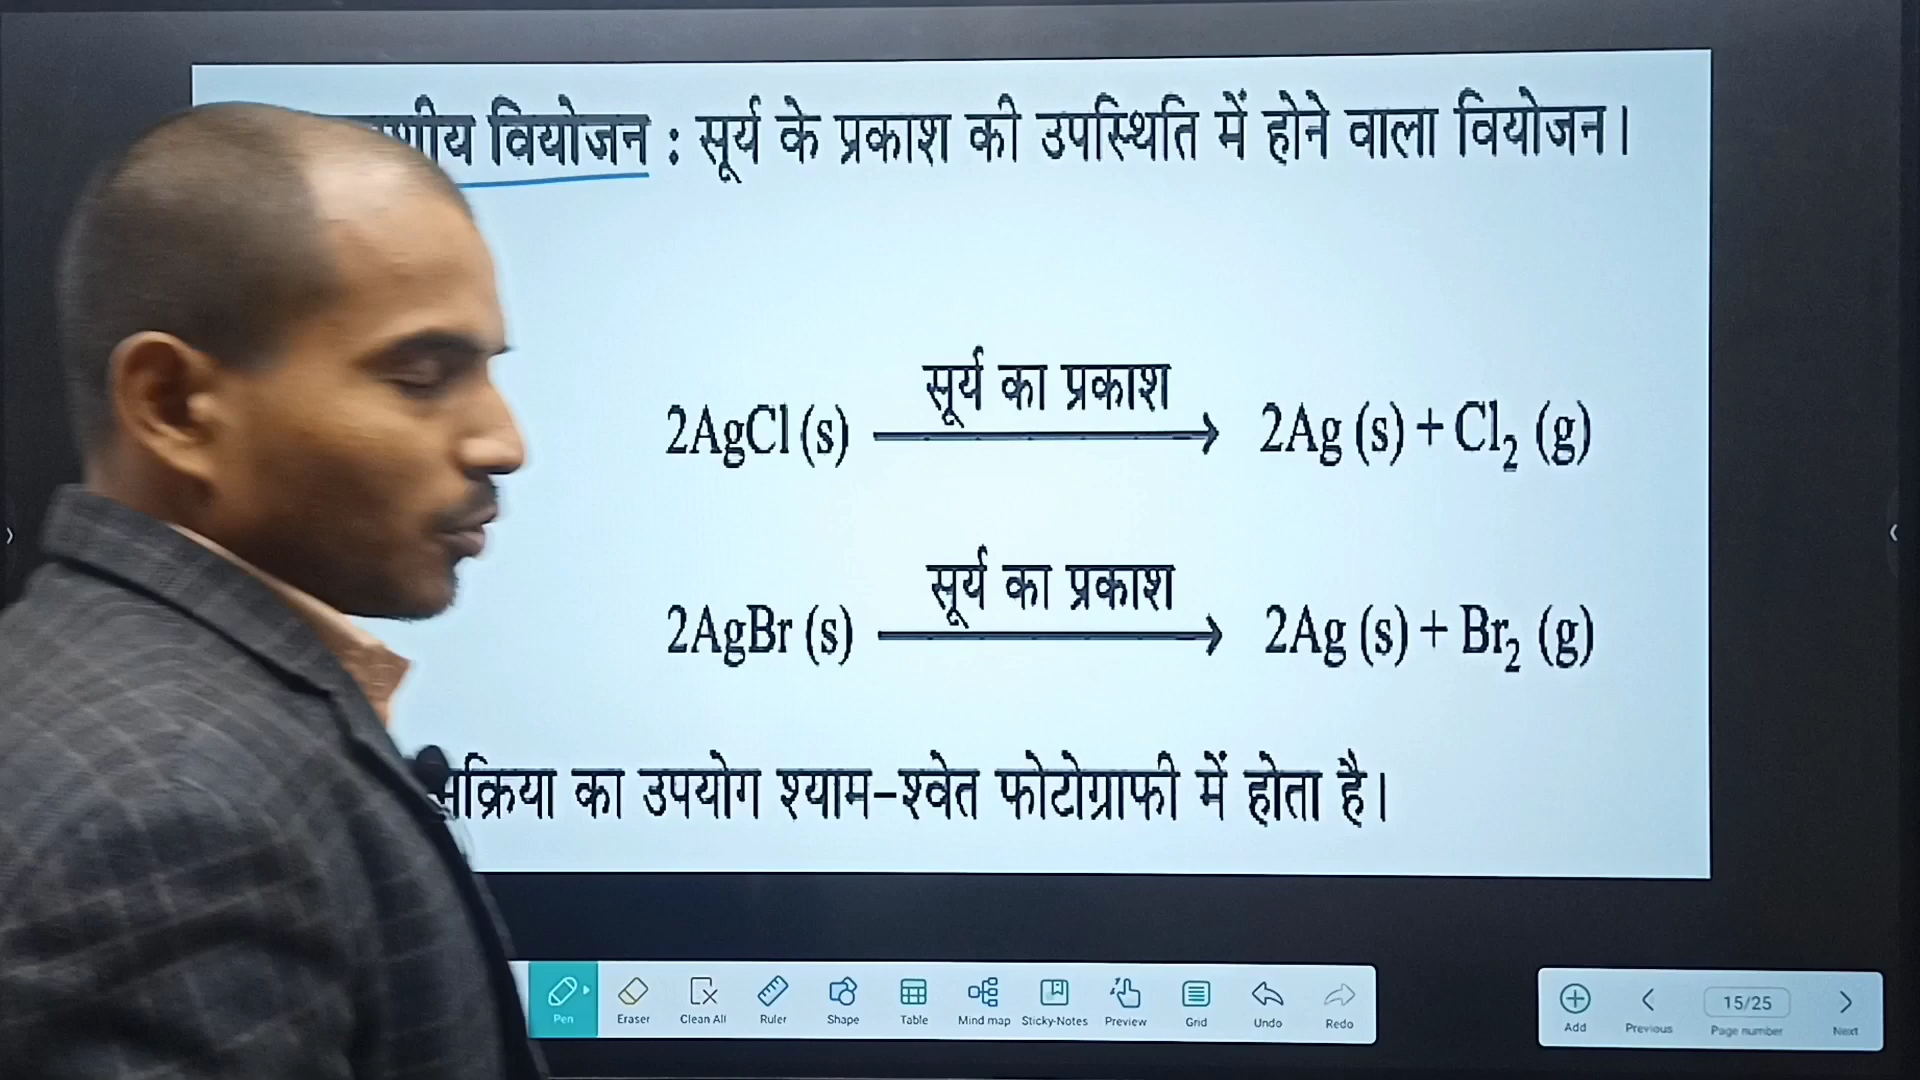 वियोजन : सूर्य के प्रकाश की उपस्थिति में होने वाला वियोजन।
सूर्य का प्रकाश
2AgCl (s) ⟶ 2Ag (s) + Cl₂ (g)
सूर्य का प्रकाश
2AgBr (s) ⟶ 2Ag (s) + Br₂ (g)
का उपयोग श्याम-श्वेत फोटोग्राफी में होता है।
Pen Eraser Clean All Ruler Shape Table Mind map Sticky-Notes Preview Grid Undo Redo
15/25
Add Previous Page number Next